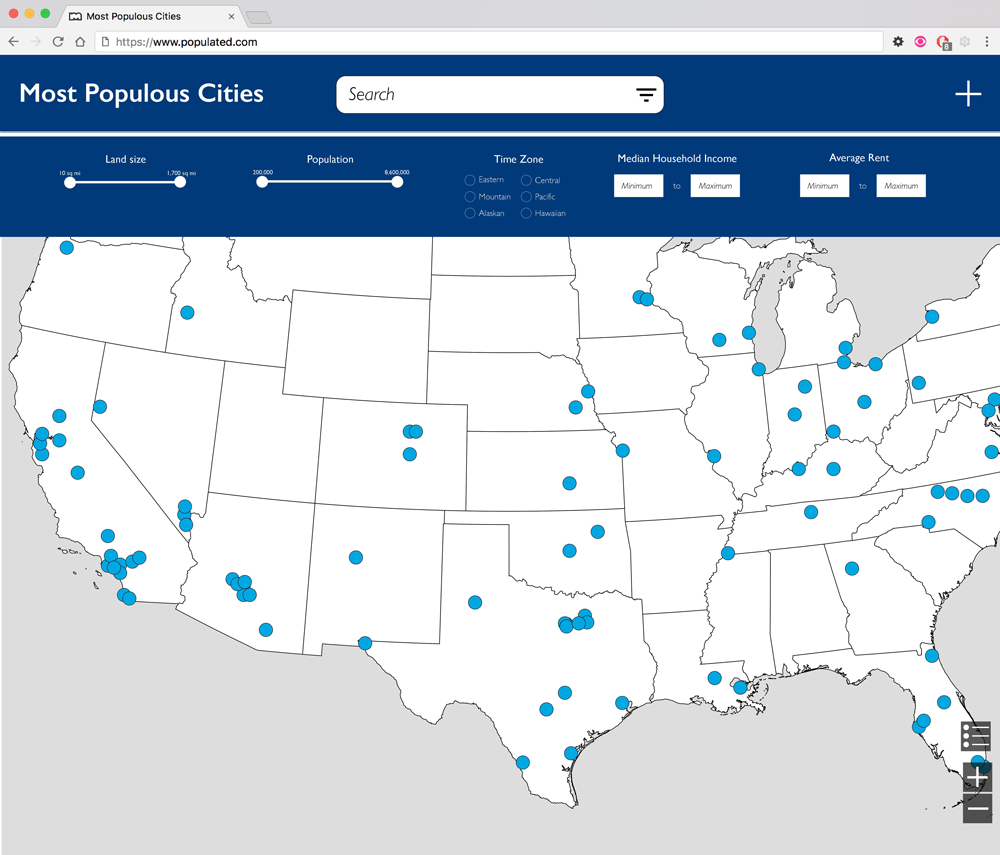 Most Populous Cities
https://www.populated.com
8
Most Populous Cities
Search
Land size
10 sq mi 1,700 sq mi
Population
200,000 8,600,000
Time Zone
Eastern Central
Mountain Pacific
Alaskan Hawaiian
Median Household Income
Minimum to Maximum
Average Rent
Minimum to Maximum